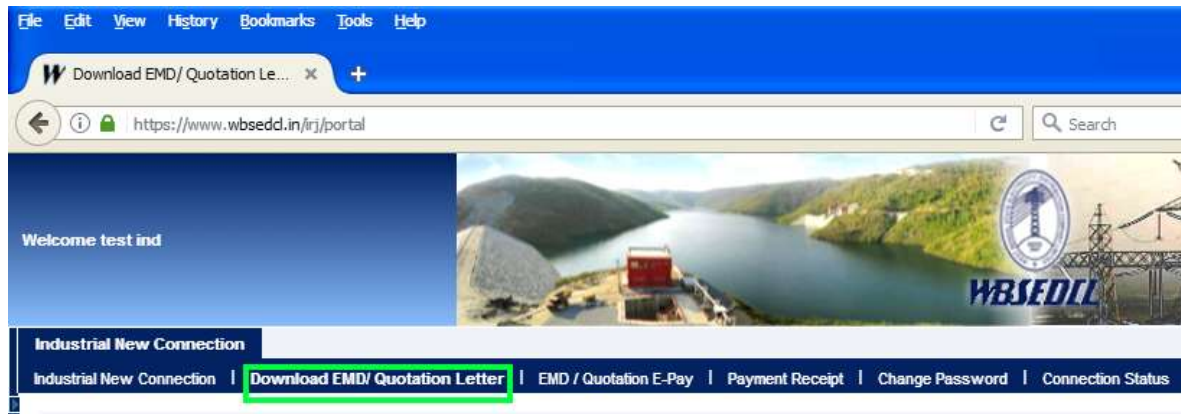 File Edit View History Bookmarks Tools Help
W Download EMD/ Quotation Le... × +
https://www.wbsedcl.in/irj/portal Search
Welcome test ind
WBSEDCL
Industrial New Connection
Industrial New Connection | Download EMD/ Quotation Letter | EMD / Quotation E-Pay | Payment Receipt | Change Password | Connection Status